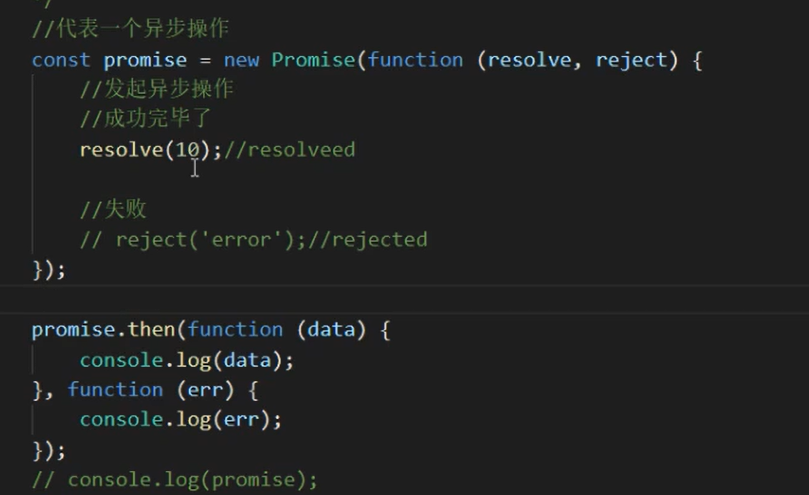 */
//代表一个异步操作
const promise = new Promise(function (resolve, reject) {
//发起异步操作
//成功完毕了
resolve(10);//resolveed
//失败
// reject('error');//rejected
});
promise.then(function (data) {
console.log(data);
}, function (err) {
console.log(err);
});
// console.log(promise);